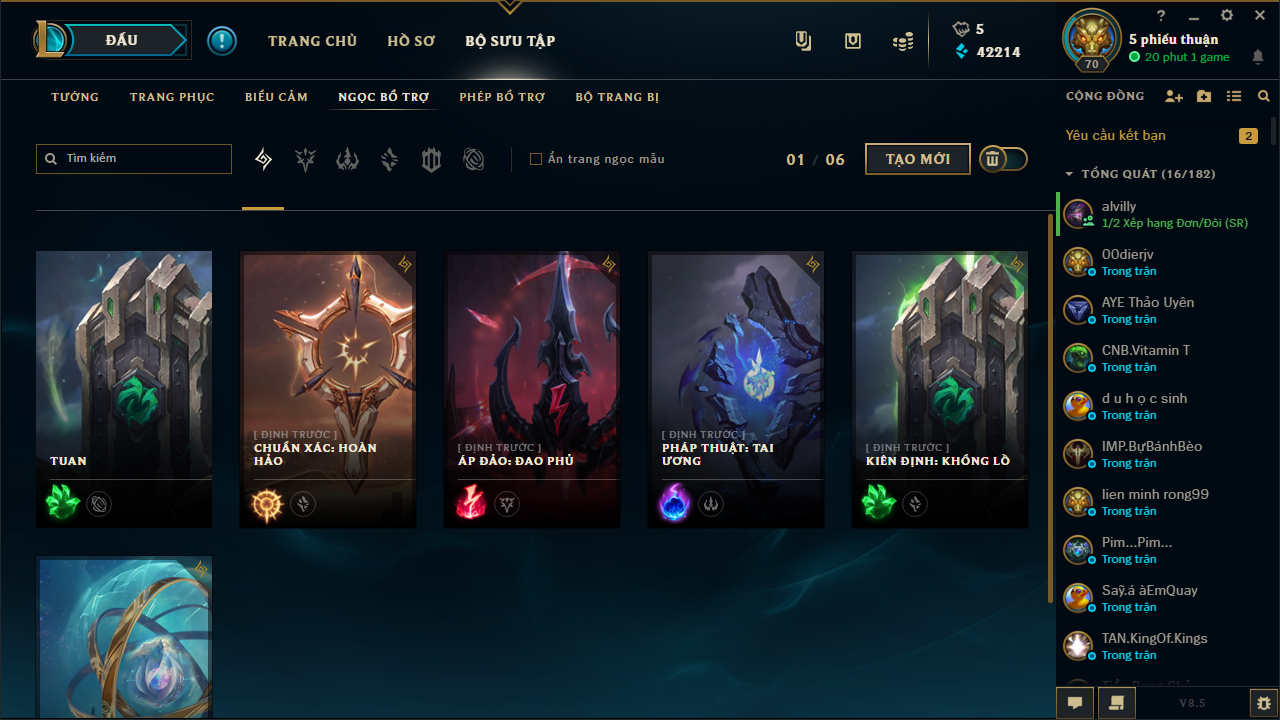 ĐẤU
TRANG CHỦ
HỒ SƠ
BỘ SƯU TẬP
5
42214
70
5 phiếu thuận
20 phut 1 game
TƯỚNG
TRANG PHỤC
BIỂU CẢM
NGỌC BỔ TRỢ
PHÉP BỔ TRỢ
BỘ TRANG BỊ
Tìm kiếm
Ẩn trang ngọc mẫu
01 / 06
TẠO MỚI
TUAN
[ ĐỊNH TRƯỚC ]
CHUẨN XÁC: HOÀN
HẢO
[ ĐỊNH TRƯỚC ]
ÁP ĐẢO: ĐAO PHỦ
[ ĐỊNH TRƯỚC ]
PHÁP THUẬT: TAI
ƯƠNG
[ ĐỊNH TRƯỚC ]
KIÊN ĐỊNH: KHỔNG LỒ
CỘNG ĐỒNG
Yêu cầu kết bạn
2
TỔNG QUÁT (16/182)
alvilly
1/2 Xếp hạng Đơn/Đôi (SR)
00dierjv
Trong trận
AYE Thảo Uyên
Trong trận
CNB.Vitamin T
Trong trận
d u h ọ c sinh
Trong trận
IMP.BựBánhBèo
Trong trận
lien minh rong99
Trong trận
Pim...Pim...
Trong trận
Saỹ.á àEmQuay
Trong trận
TAN.KingOf.Kings
Trong trận
V8.5